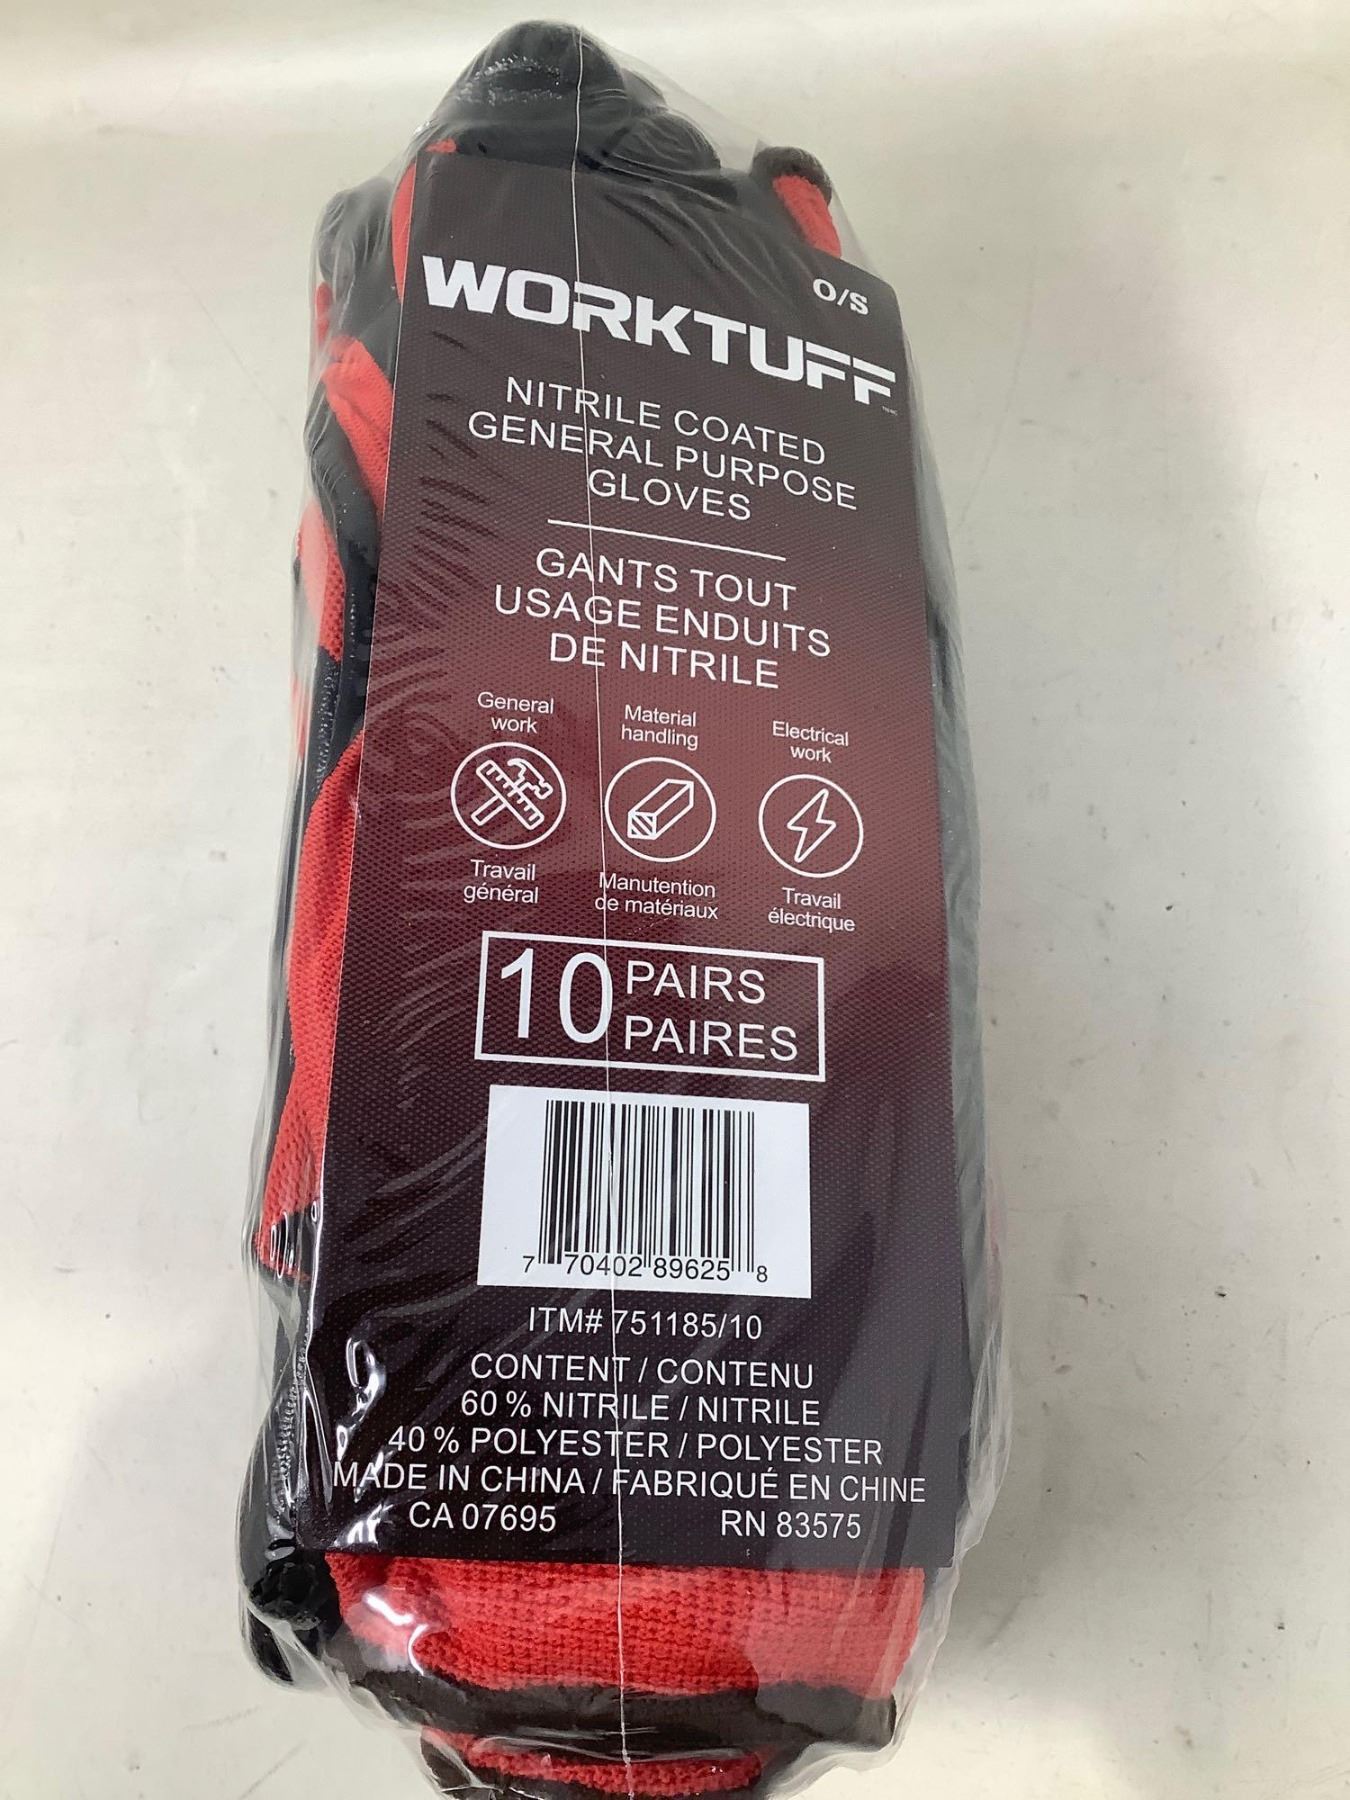 O/S
WORKTUFF
NITRILE COATED
GENERAL PURPOSE
GLOVES
GANTS TOUT
USAGE ENDUITS
DE NITRILE
General
work
Material
handling
Electrical
work
Travail
général
Manutention
de matériaux
Travail
électrique
10 PAIRS
PAIRES
7 70402 89625 8
ITM# 751185/10
CONTENT / CONTENU
60 % NITRILE / NITRILE
40 % POLYESTER / POLYESTER
MADE IN CHINA / FABRIQUÉ EN CHINE
CA 07695 RN 83575